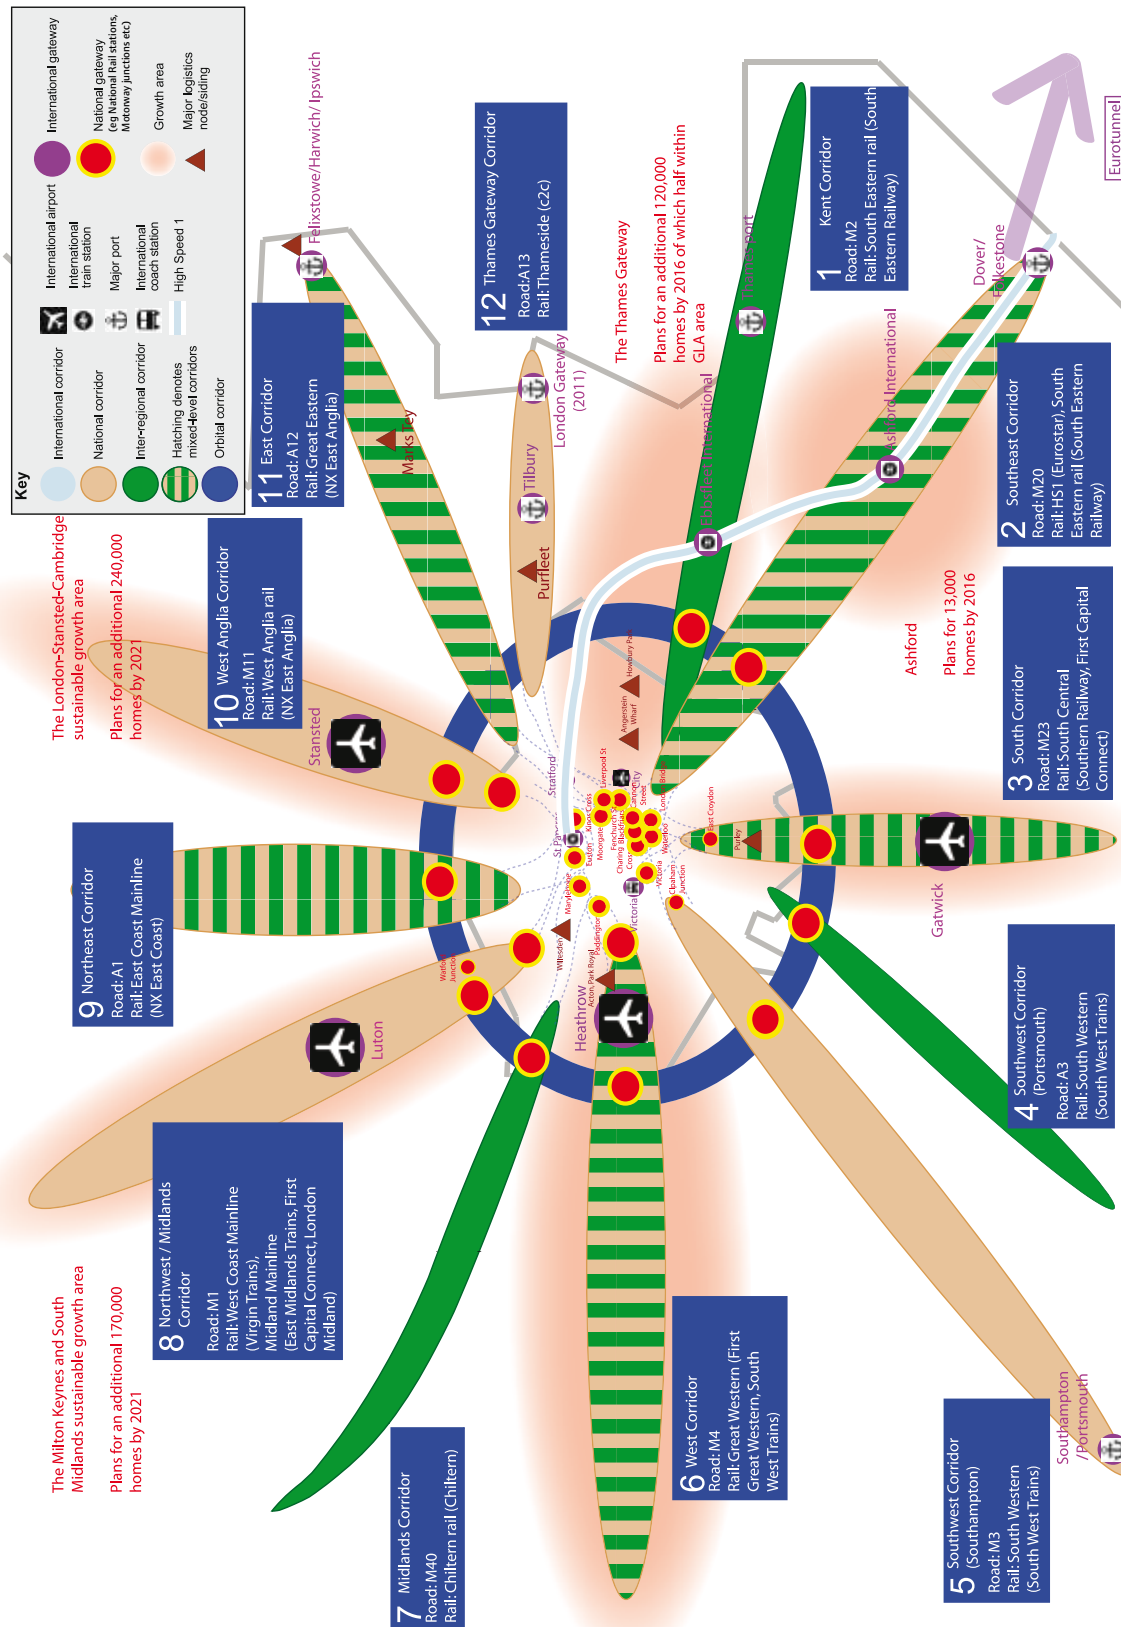 Key
International corridor
National corridor
Inter-regional corridor
Hatching denotes
mixed-level corridors
Orbital corridor
International airport
International
train station
Major port
International
coach station
High Speed 1
International gateway
National gateway
(eg National Rail stations,
Motorway junctions etc)
Growth area
Major logistics
node/siding
The Milton Keynes and South
Midlands sustainable growth area
Plans for an additional 170,000
homes by 2021
The London-Stansted-Cambridge
sustainable growth area
Plans for an additional 240,000
homes by 2021
9 Northeast Corridor
Road: A1
Rail: East Coast Mainline
(NX East Coast)
8 Northwest / Midlands
Corridor
Road: M1
Rail: West Coast Mainline
(Virgin Trains),
Midland Mainline
(East Midlands Trains, First
Capital Connect, London
Midland)
10 West Anglia Corridor
Road: M11
Rail: West Anglia rail
(NX East Anglia)
11 East Corridor
Road: A12
Rail: Great Eastern
(NX East Anglia)
Felixstowe/Harwich/Ipswich
Stansted
Luton
Marks Tey
7 Midlands Corridor
Road: M40
Rail: Chiltern rail (Chiltern)
12 Thames Gateway Corridor
Road: A13
Rail: Thameside (c2c)
Tilbury
Purfleet
London Gateway
(2011)
Watford
Junction
Stratford
St Pancras
Willesden
Marylebone
Euston
Kings Cross
Moorgate
Liverpool St
Fenchurch St
Blackfriars
Charing
Cross
Cannon
Street
City
London Bridge
Waterloo
Victoria
Victoria
Paddington
Acton, Park Royal
Heathrow
Clpaham
Junction
East Croydon
Purley
Angerstein
Wharf
Howbury Park
The Thames Gateway
Plans for an additional 120,000
homes by 2016 of which half within
GLA area
Ebbsfleet International
Thamesport
6 West Corridor
Road: M4
Rail: Great Western (First
Great Western, South
West Trains)
1 Kent Corridor
Road: M2
Rail: South Eastern rail (South
Eastern Railway)
Ashford International
Dover/
Folkestone
Eurotunnel
Ashford
Plans for 13,000
homes by 2016
Gatwick
5 Southwest Corridor
(Southampton)
Road: M3
Rail: South Western
(South West Trains)
Southampton
/Portsmouth
4 Southwest Corridor
(Portsmouth)
Road: A3
Rail: South Western
(South West Trains)
3 South Corridor
Road: M23
Rail: South Central
(Southern Railway, First Capital
Connect)
2 Southeast Corridor
Road: M20
Rail: HS1 (Eurostar), South
Eastern rail (South Eastern
Railway)